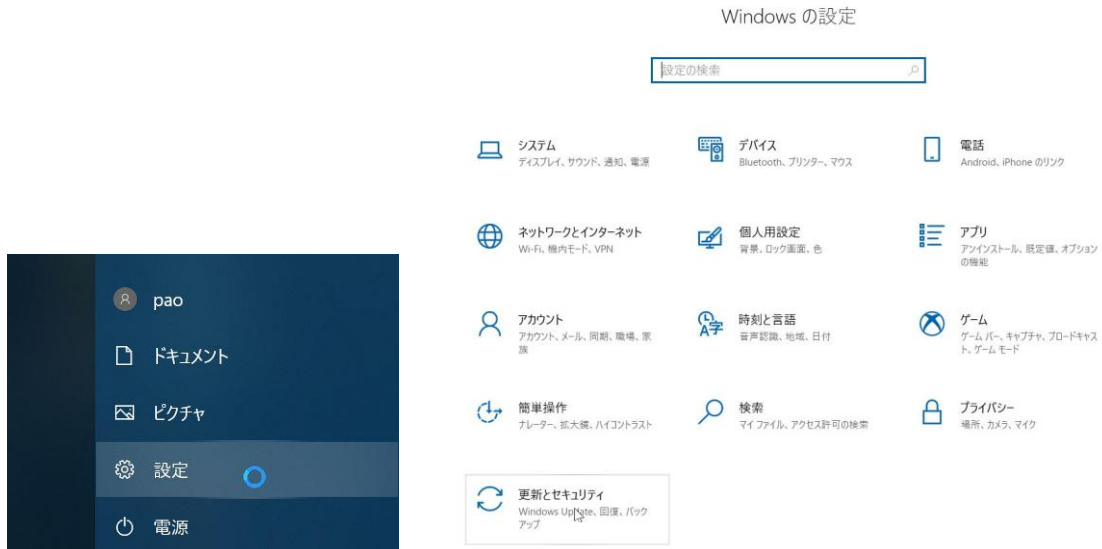 Windows の設定
設定の検索
システム
ディスプレイ、サウンド、通知、電源
デバイス
Bluetooth、プリンター、マウス
電話
Android、iPhone のリンク
ネットワークとインターネット
Wi-Fi、機内モード、VPN
個人用設定
背景、ロック画面、色
アプリ
アンインストール、既定値、オプション
の機能
アカウント
アカウント、メール、同期、職場、家
族
時刻と言語
音声認識、地域、日付
ゲーム
ゲーム バー、キャプチャ、ブロードキャス
ト、ゲーム モード
簡単操作
ナレーター、拡大鏡、ハイコントラスト
検索
マイ ファイル、アクセス許可の検索
プライバシー
場所、カメラ、マイク
更新とセキュリティ
Windows Update、回復、バック
アップ
pao
ドキュメント
ピクチャ
設定
電源